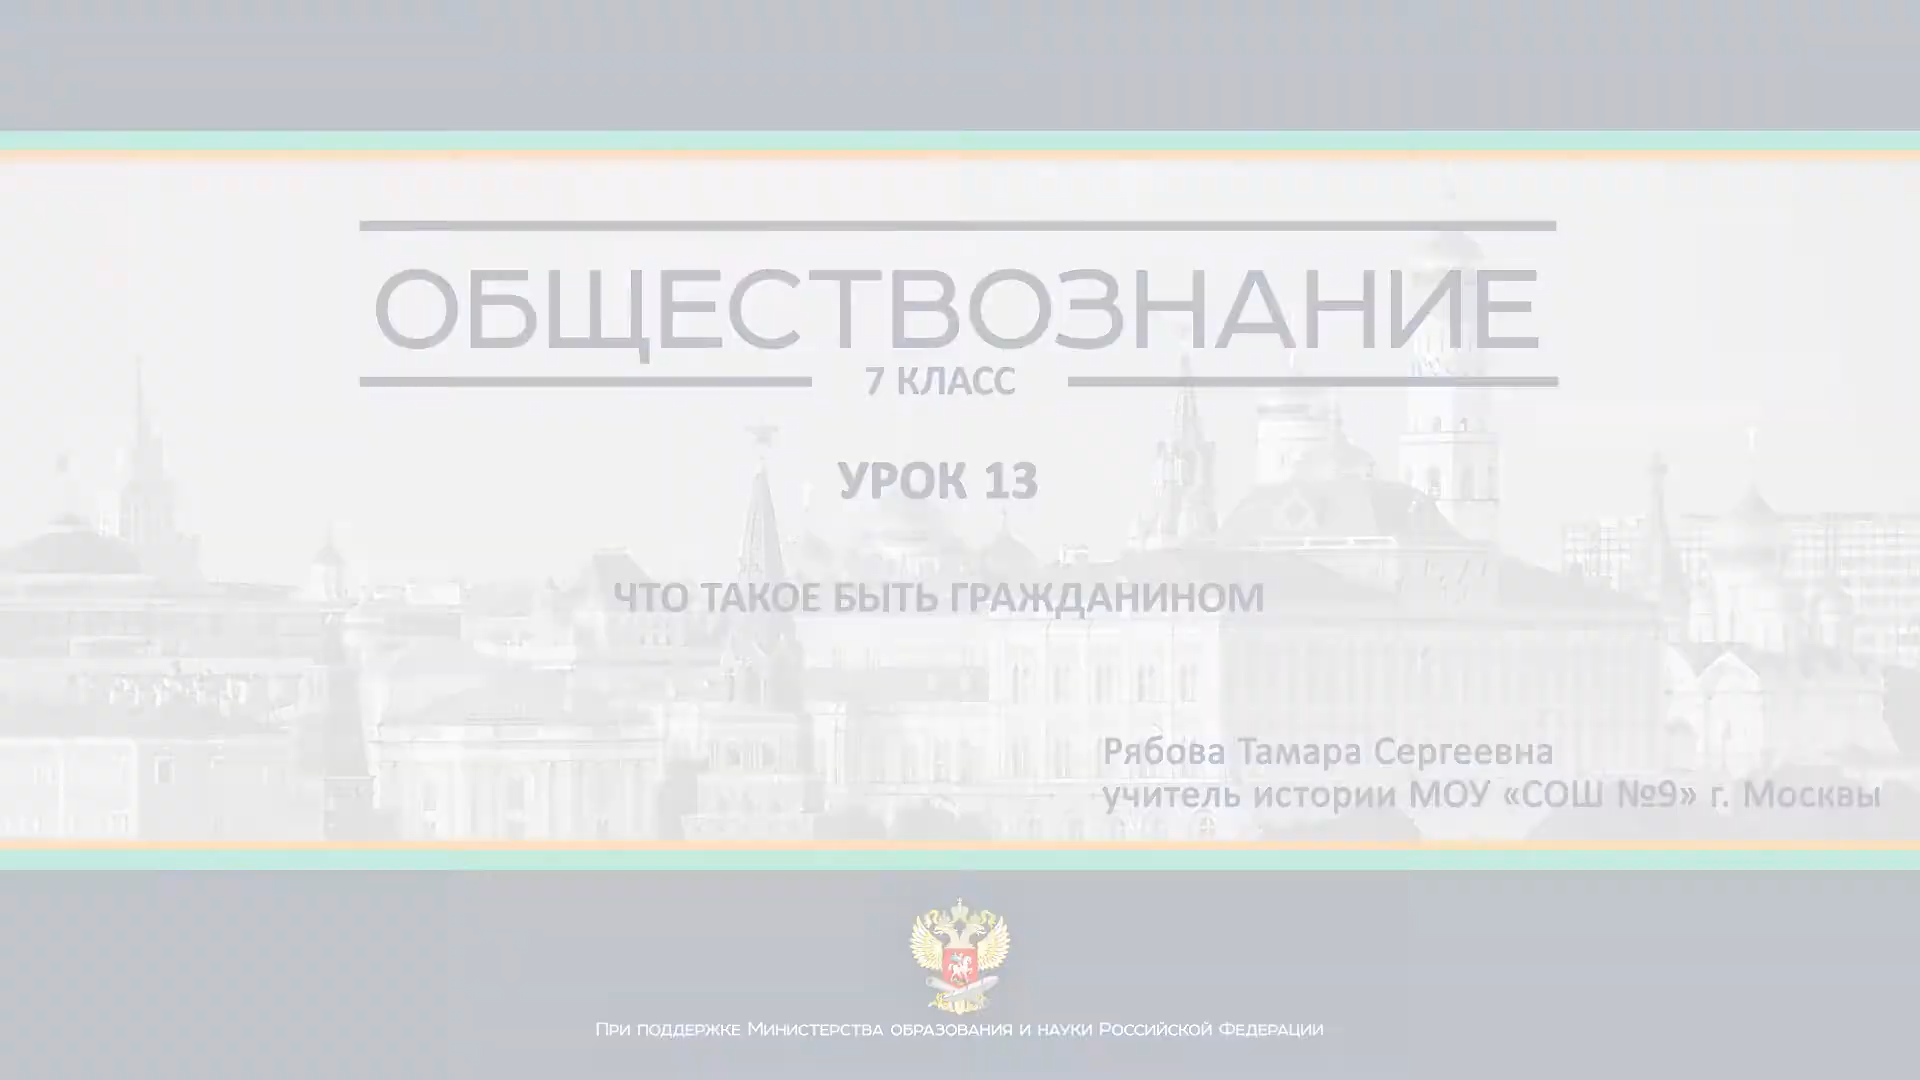 ОБЩЕСТВОЗНАНИЕ
7 КЛАСС
УРОК 13
ЧТО ТАКОЕ БЫТЬ ГРАЖДАНИНОМ
Рябова Тамара Сергеевна
учитель истории МОУ «СОШ №9» г. Москвы
При поддержке Министерства образования и науки Российской Федерации